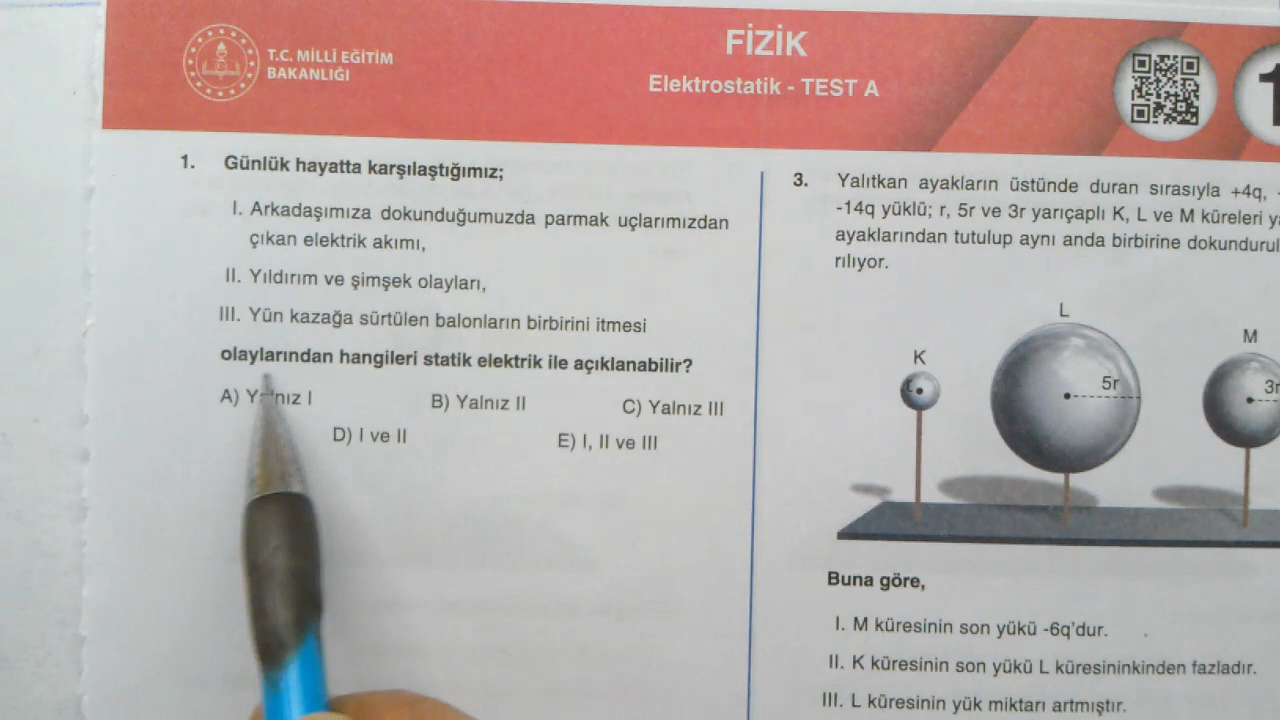 T.C. MİLLİ EĞİTİM
BAKANLIĞI
FİZİK
Elektrostatik - TEST A
1. Günlük hayatta karşılaştığımız;
I. Arkadaşımıza dokunduğumuzda parmak uçlarımızdan
çıkan elektrik akımı,
II. Yıldırım ve şimşek olayları,
III. Yün kazağa sürtülen balonların birbirini itmesi
olaylarından hangileri statik elektrik ile açıklanabilir?
A) Yalnız I B) Yalnız II C) Yalnız III
D) I ve II E) I, II ve III
3. Yalıtkan ayakların üstünde duran sırasıyla +4q,
-14q yüklü; r, 5r ve 3r yarıçaplı K, L ve M küreleri
ayaklarından tutulup aynı anda birbirine
rılıyor.
L
K
M
5r
3r
Buna göre,
I. M küresinin son yükü -6q'dur.
II. K küresinin son yükü L küresininkinden fazladır.
III. L küresinin yük miktarı artmıştır.